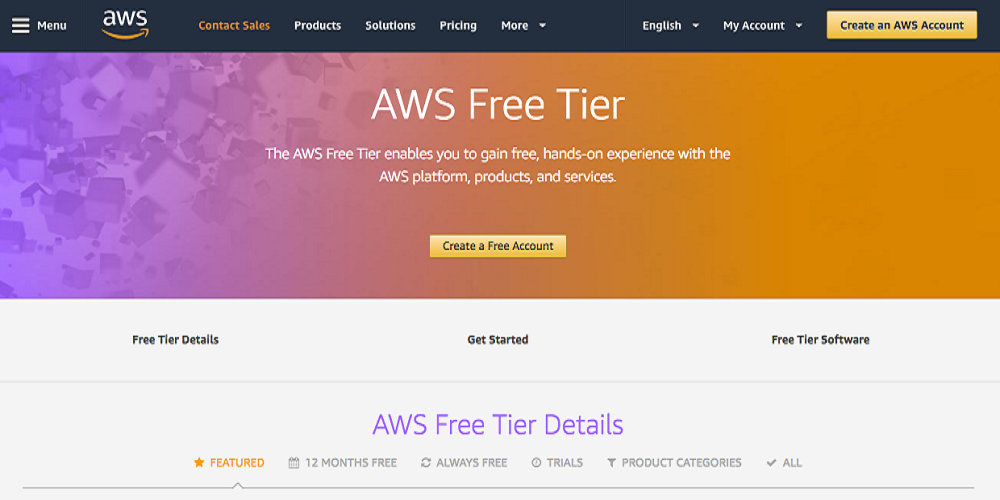 Menu
aws
Contact Sales Products Solutions Pricing More
English My Account Create an AWS Account
AWS Free Tier
The AWS Free Tier enables you to gain free, hands-on experience with the
AWS platform, products, and services.
Create a Free Account
Free Tier Details Get Started Free Tier Software
AWS Free Tier Details
FEATURED 12 MONTHS FREE ALWAYS FREE TRIALS PRODUCT CATEGORIES ALL